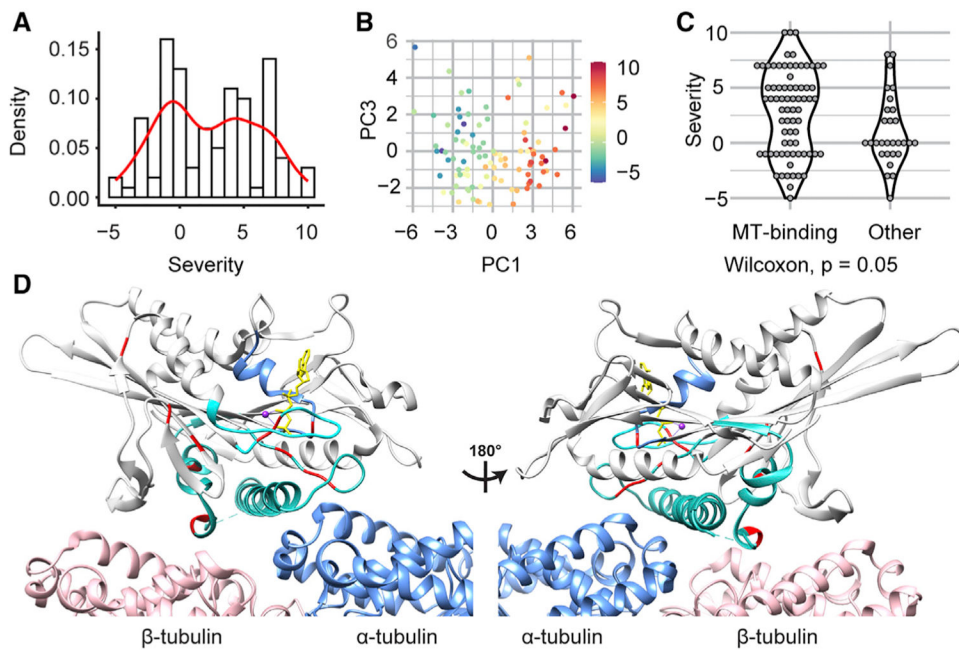 A
0.15
0.10
0.05
0.00
Density
−5 0 5 10
Severity
B
6
4
2
0
−2
PC3
−6 −3 0 3 6
PC1
10
5
0
−5
C
10
5
0
−5
Severity
MT-binding Other
Wilcoxon, p = 0.05
D
180°
β-tubulin α-tubulin α-tubulin β-tubulin